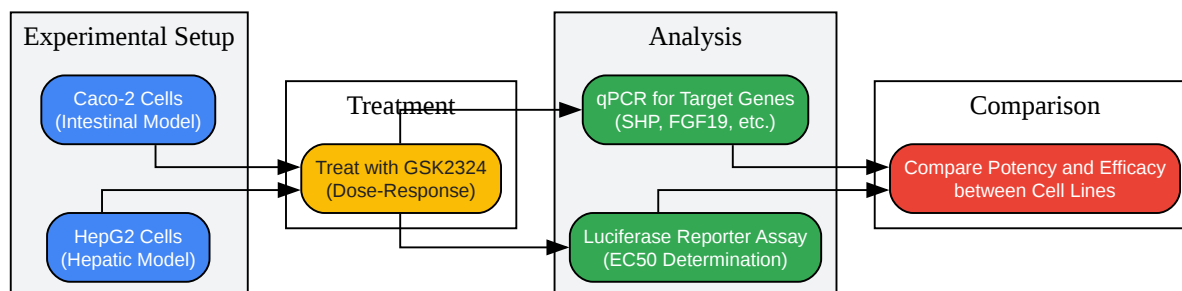 Experimental Setup
Caco-2 Cells
(Intestinal Model)
HepG2 Cells
(Hepatic Model)
Treatment
Treat with GSK2324
(Dose-Response)
Analysis
qPCR for Target Genes
(SHP, FGF19, etc.)
Luciferase Reporter Assay
(EC50 Determination)
Comparison
Compare Potency and Efficacy
between Cell Lines